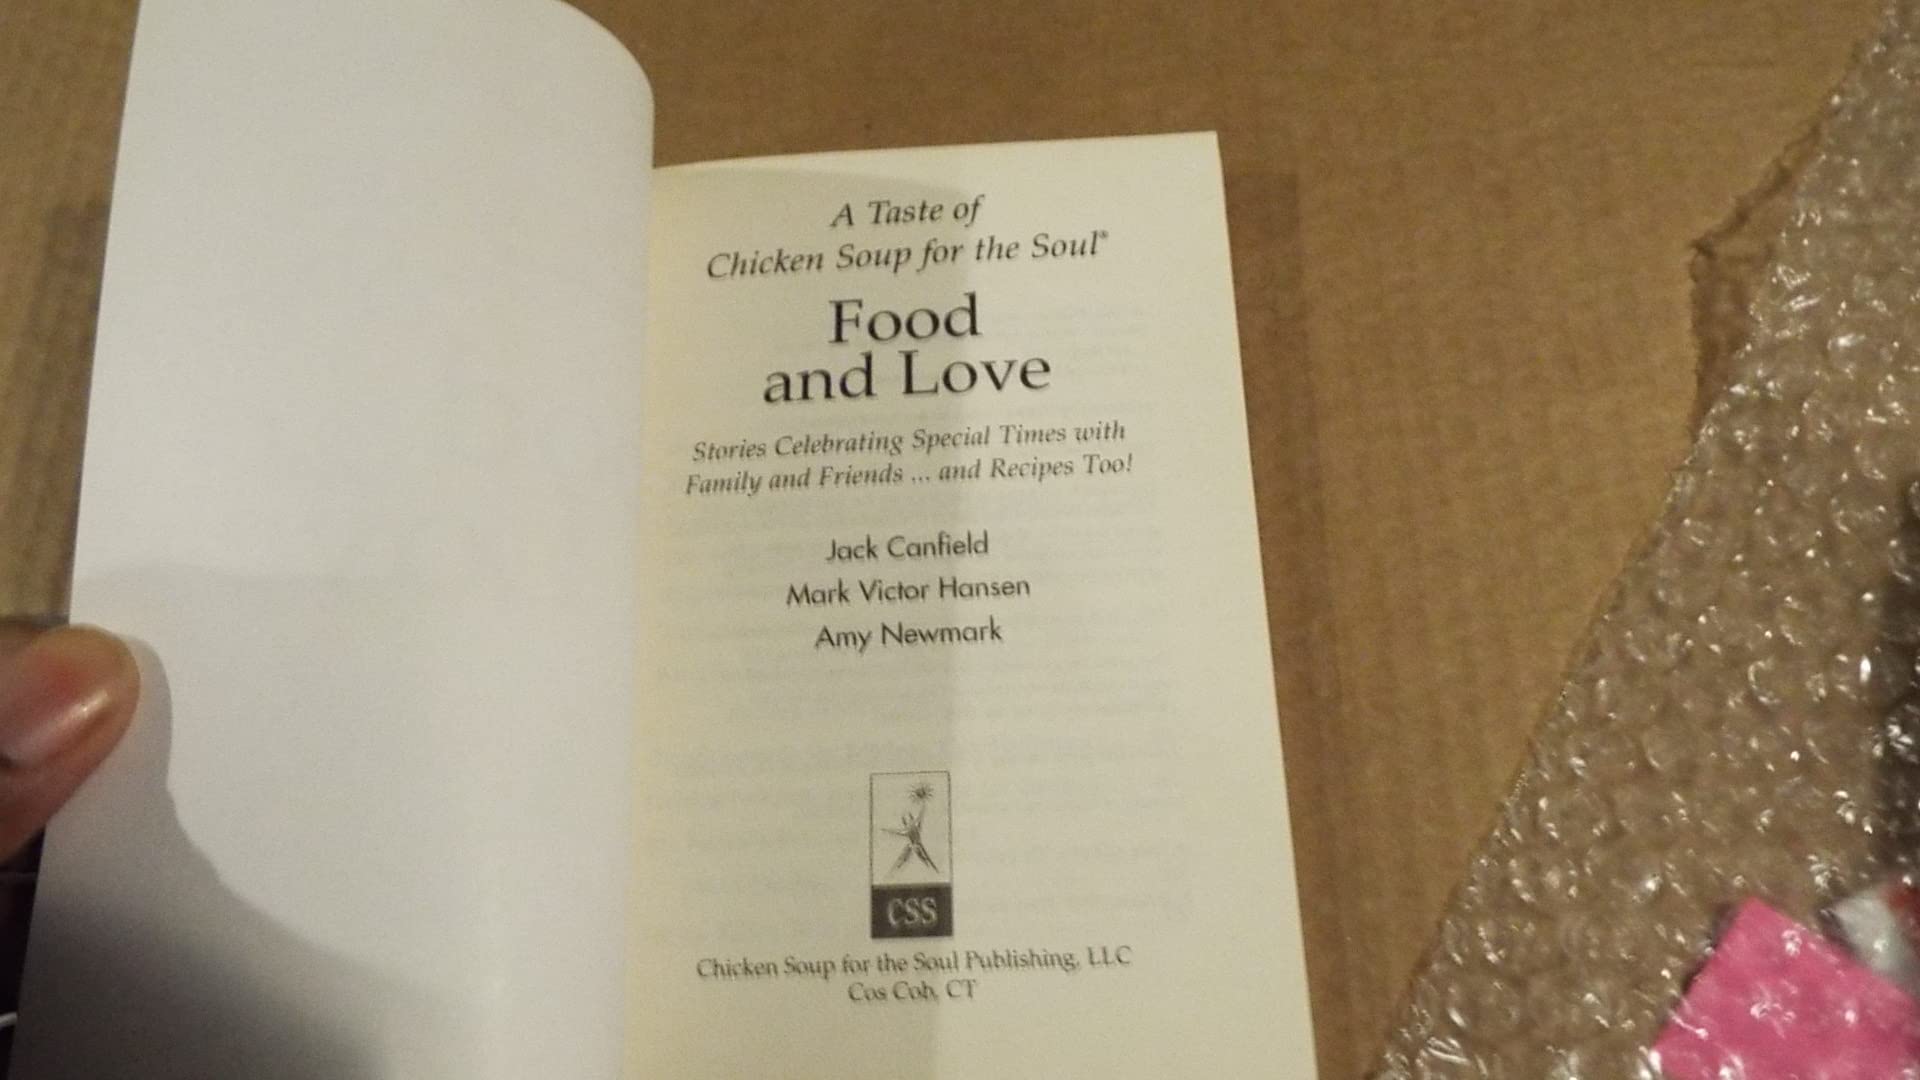 A Taste of
Chicken Soup for the Soul®
Food
and Love
Stories Celebrating Special Times with
Family and Friends ... and Recipes Too!
Jack Canfield
Mark Victor Hansen
Amy Newmark
CSS
Chicken Soup for the Soul Publishing, LLC
Cos Cob, CT